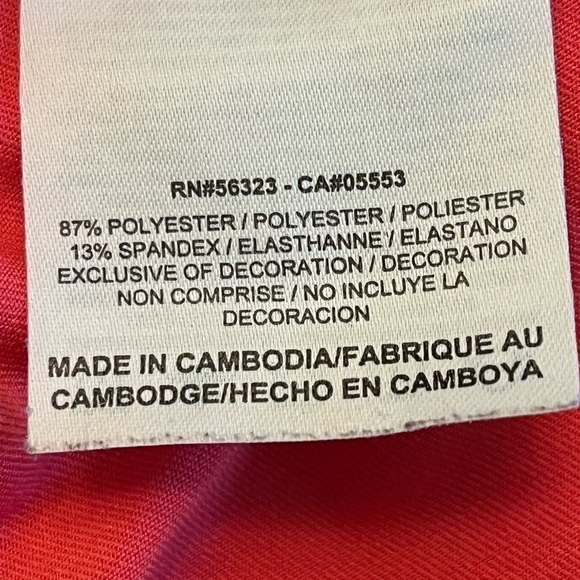 RN#56323 - CA#05553
87% POLYESTER / POLYESTER / POLIESTER
13% SPANDEX / ELASTHANNE / ELASTANO
EXCLUSIVE OF DECORATION / DECORATION
NON COMPRISE / NO INCLUYE LA
DECORACION
MADE IN CAMBODIA/FABRIQUE AU
CAMBODGE/HECHO EN CAMBOYA